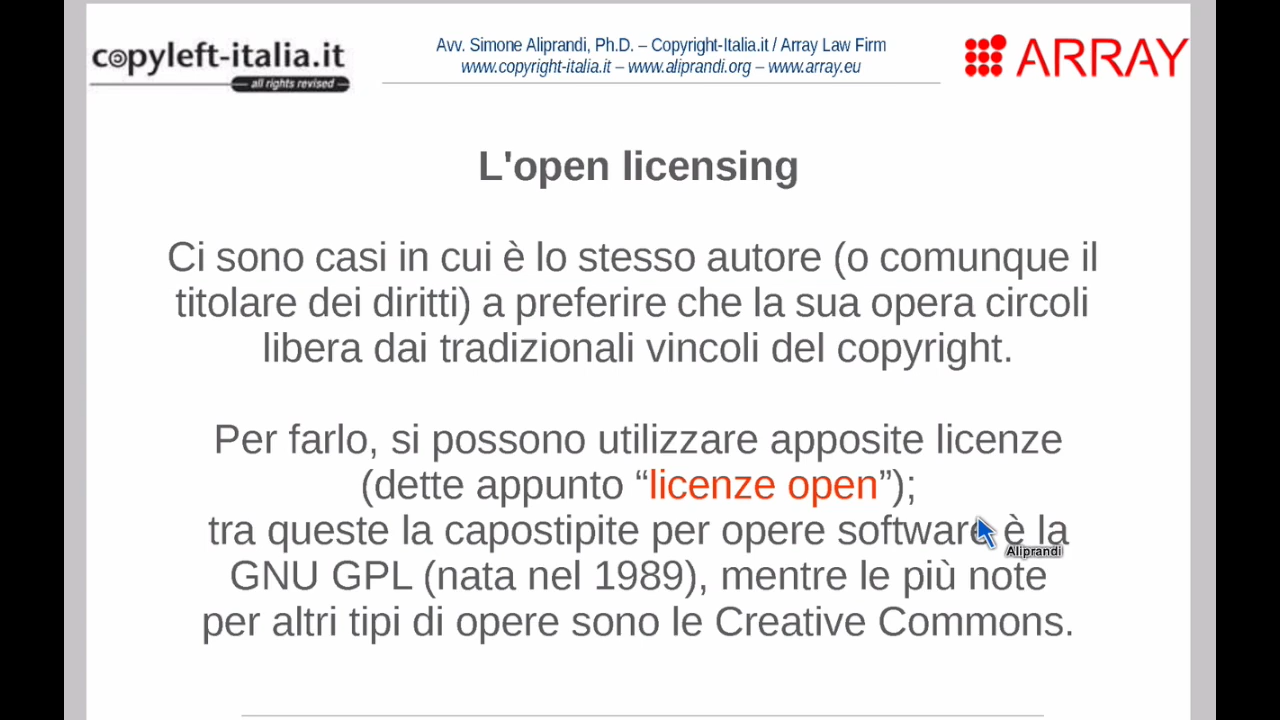 copyleft-italia.it
all rights revised
Avv. Simone Aliprandi, Ph.D. – Copyright-Italia.it / Array Law Firm
www.copyright-italia.it – www.aliprandi.org – www.array.eu
ARRAY
L'open licensing
Ci sono casi in cui è lo stesso autore (o comunque il
titolare dei diritti) a preferire che la sua opera circoli
libera dai tradizionali vincoli del copyright.
Per farlo, si possono utilizzare apposite licenze
(dette appunto “licenze open”);
tra queste la capostipite per opere software è la
Aliprandi
GNU GPL (nata nel 1989), mentre le più note
per altri tipi di opere sono le Creative Commons.